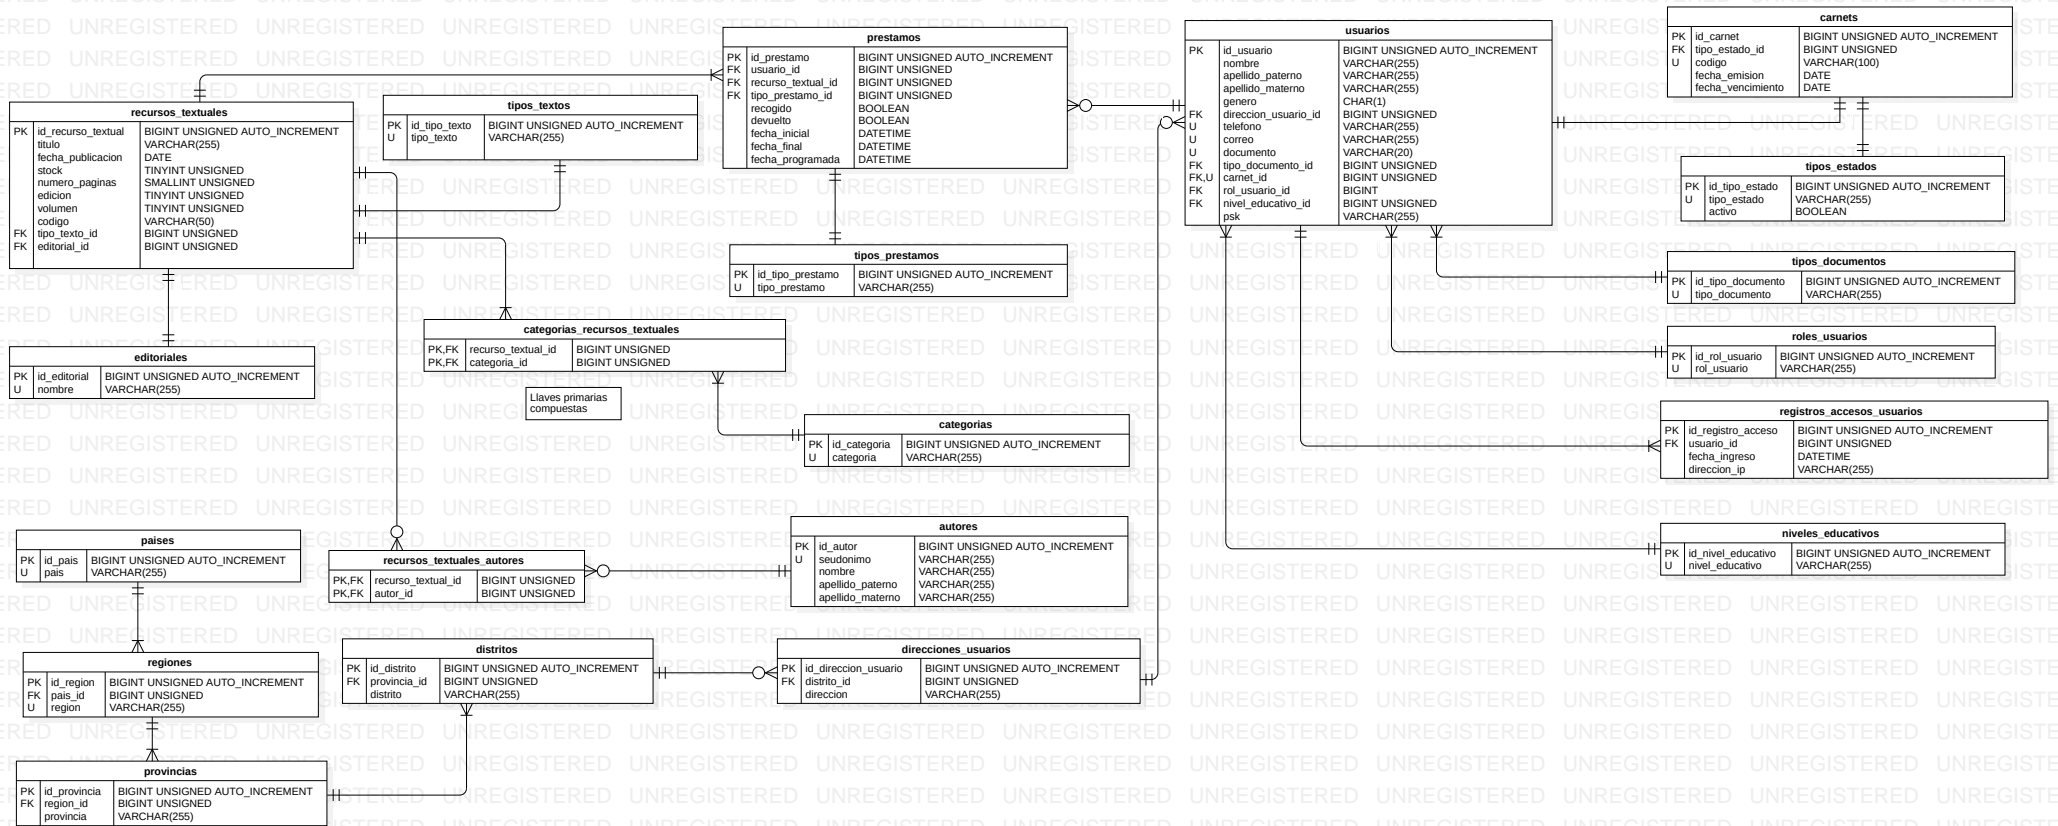 prestamos
PK id_prestamo BIGINT UNSIGNED AUTO_INCREMENT
FK usuario_id BIGINT UNSIGNED
FK recurso_textual_id BIGINT UNSIGNED
FK tipo_prestamo_id BIGINT UNSIGNED
recogido BOOLEAN
devuelto BOOLEAN
fecha_inicial DATETIME
fecha_final DATETIME
fecha_programada DATETIME
usuarios
PK id_usuario BIGINT UNSIGNED AUTO_INCREMENT
nombre VARCHAR(255)
apellido_paterno VARCHAR(255)
apellido_materno VARCHAR(255)
genero CHAR(1)
FK direccion_usuario_id BIGINT UNSIGNED
U telefono VARCHAR(255)
U correo VARCHAR(255)
U documento VARCHAR(20)
FK tipo_documento_id BIGINT UNSIGNED
FK,U carnet_id BIGINT UNSIGNED
FK rol_usuario_id BIGINT
FK nivel_educativo_id BIGINT UNSIGNED
psk VARCHAR(255)
carnets
PK id_carnet BIGINT UNSIGNED AUTO_INCREMENT
FK tipo_estado_id BIGINT UNSIGNED
U codigo VARCHAR(100)
fecha_emision DATE
fecha_vencimiento DATE
recursos_textuales
PK id_recurso_textual BIGINT UNSIGNED AUTO_INCREMENT
titulo VARCHAR(255)
fecha_publicacion DATE
stock TINYINT UNSIGNED
numero_paginas SMALLINT UNSIGNED
edicion TINYINT UNSIGNED
volumen TINYINT UNSIGNED
codigo VARCHAR(50)
FK tipo_texto_id BIGINT UNSIGNED
FK editorial_id BIGINT UNSIGNED
tipos_textos
PK id_tipo_texto BIGINT UNSIGNED AUTO_INCREMENT
U tipo_texto VARCHAR(255)
tipos_estados
PK id_tipo_estado BIGINT UNSIGNED AUTO_INCREMENT
U tipo_estado VARCHAR(255)
activo BOOLEAN
tipos_prestamos
PK id_tipo_prestamo BIGINT UNSIGNED AUTO_INCREMENT
U tipo_prestamo VARCHAR(255)
tipos_documentos
PK id_tipo_documento BIGINT UNSIGNED AUTO_INCREMENT
U tipo_documento VARCHAR(255)
categorias_recursos_textuales
PK,FK recurso_textual_id BIGINT UNSIGNED
PK,FK categoria_id BIGINT UNSIGNED
Llaves primarias
compuestas
roles_usuarios
PK id_rol_usuario BIGINT UNSIGNED AUTO_INCREMENT
U rol_usuario VARCHAR(255)
editoriales
PK id_editorial BIGINT UNSIGNED AUTO_INCREMENT
U nombre VARCHAR(255)
categorias
PK id_categoria BIGINT UNSIGNED AUTO_INCREMENT
U categoria VARCHAR(255)
registros_accesos_usuarios
PK id_registro_acceso BIGINT UNSIGNED AUTO_INCREMENT
FK usuario_id BIGINT UNSIGNED
fecha_ingreso DATETIME
direccion_ip VARCHAR(255)
paises
PK id_pais BIGINT UNSIGNED AUTO_INCREMENT
U pais VARCHAR(255)
recursos_textuales_autores
PK,FK recurso_textual_id BIGINT UNSIGNED
PK,FK autor_id BIGINT UNSIGNED
autores
PK id_autor BIGINT UNSIGNED AUTO_INCREMENT
U seudonimo VARCHAR(255)
nombre VARCHAR(255)
apellido_paterno VARCHAR(255)
apellido_materno VARCHAR(255)
niveles_educativos
PK id_nivel_educativo BIGINT UNSIGNED AUTO_INCREMENT
U nivel_educativo VARCHAR(255)
regiones
PK id_region BIGINT UNSIGNED AUTO_INCREMENT
FK pais_id BIGINT UNSIGNED
U region VARCHAR(255)
distritos
PK id_distrito BIGINT UNSIGNED AUTO_INCREMENT
FK provincia_id BIGINT UNSIGNED
distrito VARCHAR(255)
direcciones_usuarios
PK id_direccion_usuario BIGINT UNSIGNED AUTO_INCREMENT
FK distrito_id BIGINT UNSIGNED
direccion VARCHAR(255)
provincias
PK id_provincia BIGINT UNSIGNED AUTO_INCREMENT
FK region_id BIGINT UNSIGNED
provincia VARCHAR(255)
UNREGISTERED